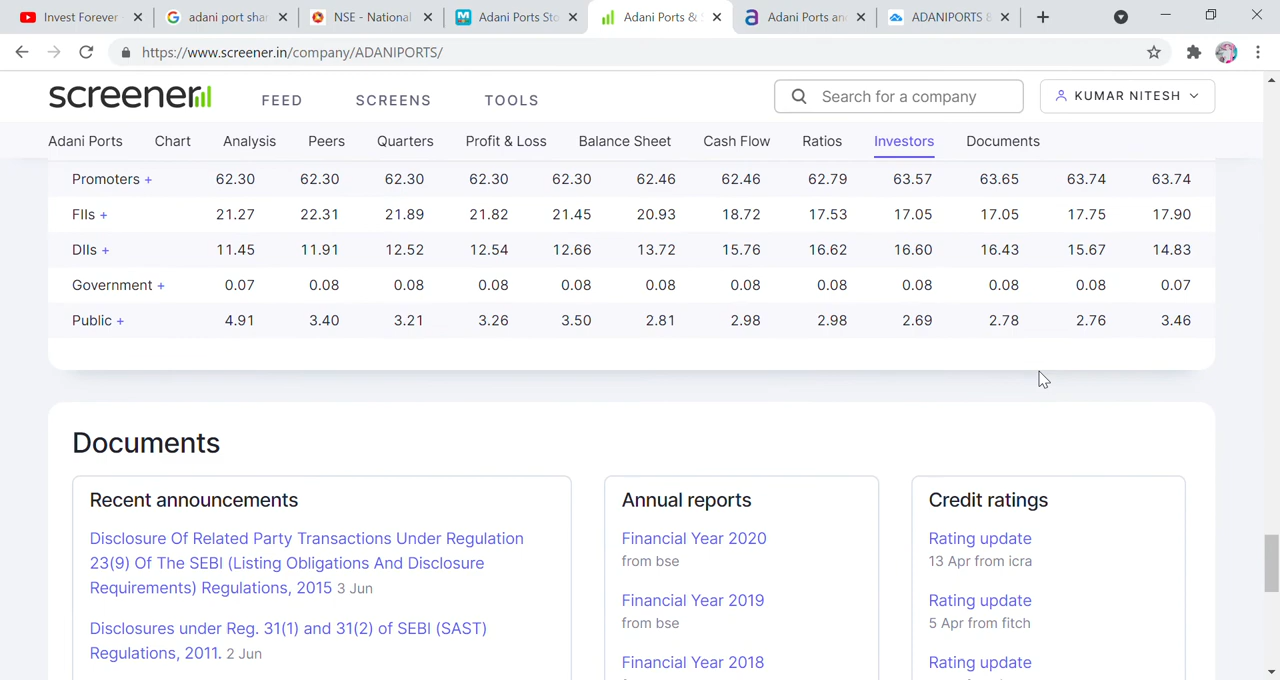 Invest Forever
adani port shar
NSE - National
Adani Ports Sto
Adani Ports & S
Adani Ports and
ADANIPORTS 8
https://www.screener.in/company/ADANIPORTS/
screener
FEED
SCREENS
TOOLS
Search for a company
KUMAR NITESH
Adani Ports Chart Analysis Peers Quarters Profit & Loss Balance Sheet Cash Flow Ratios Investors Documents
Promoters + 62.30 62.30 62.30 62.30 62.30 62.46 62.46 62.79 63.57 63.65 63.74 63.74
FIIs + 21.27 22.31 21.89 21.82 21.45 20.93 18.72 17.53 17.05 17.05 17.75 17.90
DIIs + 11.45 11.91 12.52 12.54 12.66 13.72 15.76 16.62 16.60 16.43 15.67 14.83
Government + 0.07 0.08 0.08 0.08 0.08 0.08 0.08 0.08 0.08 0.08 0.08 0.07
Public + 4.91 3.40 3.21 3.26 3.50 2.81 2.98 2.98 2.69 2.78 2.76 3.46
Documents
Recent announcements
Disclosure Of Related Party Transactions Under Regulation
23(9) Of The SEBI (Listing Obligations And Disclosure
Requirements) Regulations, 2015 3 Jun
Disclosures under Reg. 31(1) and 31(2) of SEBI (SAST)
Regulations, 2011. 2 Jun
Annual reports
Financial Year 2020
from bse
Financial Year 2019
from bse
Financial Year 2018
Credit ratings
Rating update
13 Apr from icra
Rating update
5 Apr from fitch
Rating update